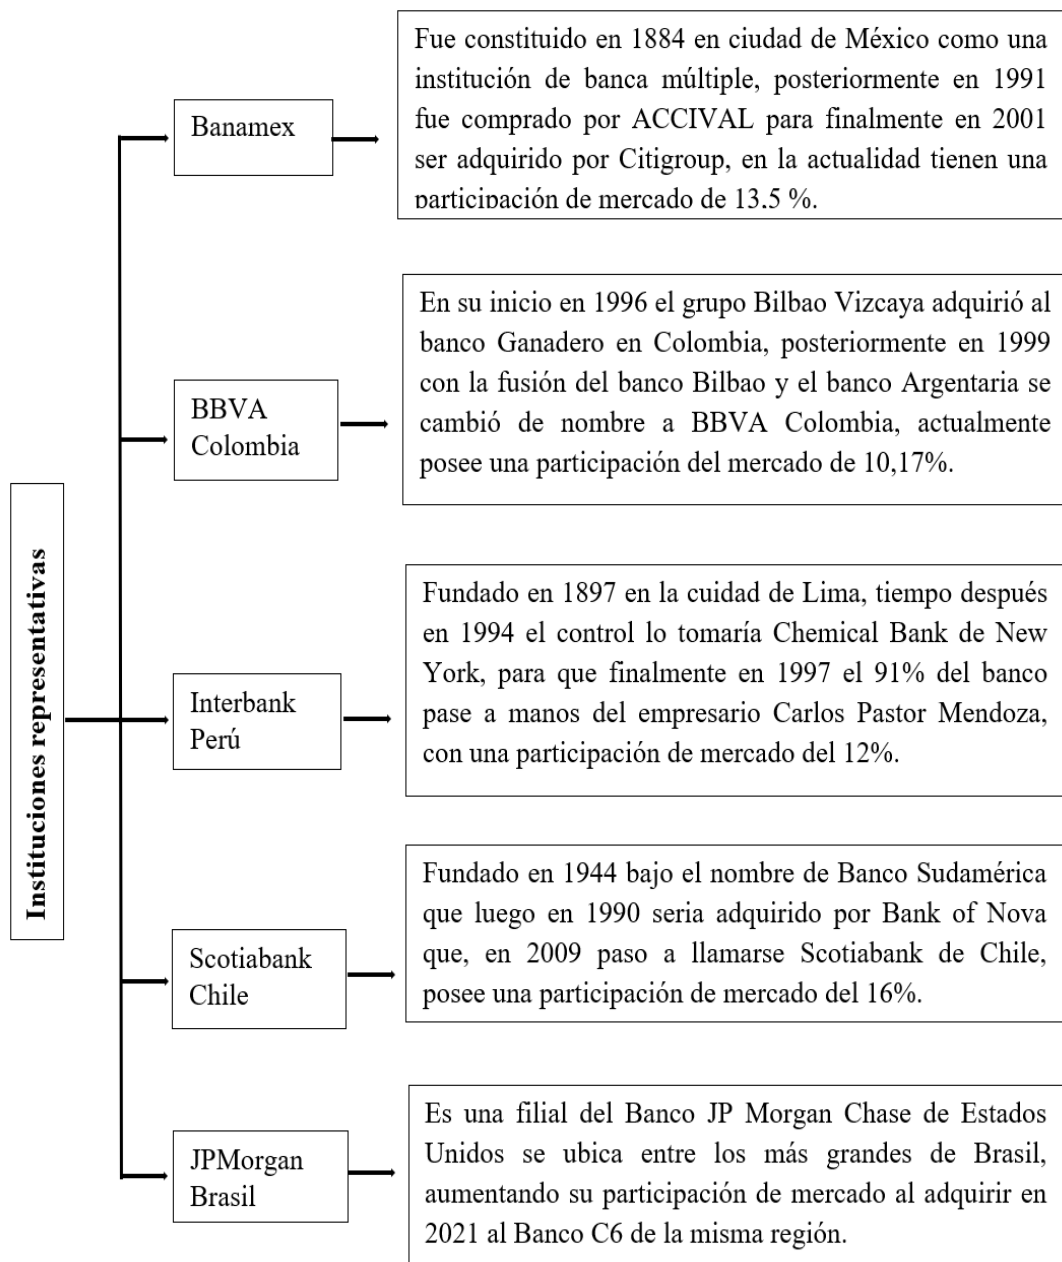 Instituciones representativas
Banamex
Fue constituido en 1884 en ciudad de México como una
institución de banca múltiple, posteriormente en 1991
fue comprado por ACCIVAL para finalmente en 2001
ser adquirido por Citigroup, en la actualidad tienen una
participación de mercado de 13.5 %.
BBVA
Colombia
En su inicio en 1996 el grupo Bilbao Vizcaya adquirió al
banco Ganadero en Colombia, posteriormente en 1999
con la fusión del banco Bilbao y el banco Argentaria se
cambió de nombre a BBVA Colombia, actualmente
posee una participación del mercado de 10,17%.
Interbank
Perú
Fundado en 1897 en la cuidad de Lima, tiempo después
en 1994 el control lo tomaría Chemical Bank de New
York, para que finalmente en 1997 el 91% del banco
pase a manos del empresario Carlos Pastor Mendoza,
con una participación de mercado del 12%.
Scotiabank
Chile
Fundado en 1944 bajo el nombre de Banco Sudamérica
que luego en 1990 seria adquirido por Bank of Nova
que, en 2009 paso a llamarse Scotiabank de Chile,
posee una participación de mercado del 16%.
JPMorgan
Brasil
Es una filial del Banco JP Morgan Chase de Estados
Unidos se ubica entre los más grandes de Brasil,
aumentando su participación de mercado al adquirir en
2021 al Banco C6 de la misma región.